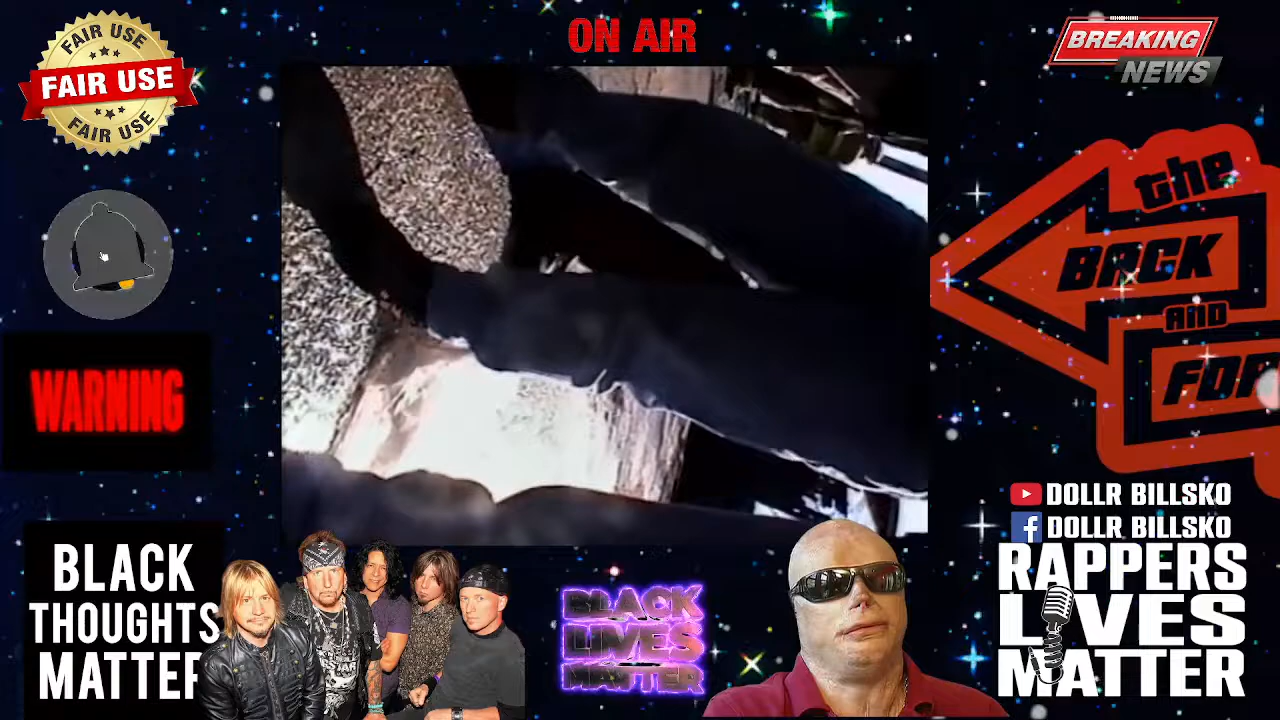 FAIR USE
FAIR USE
FAIR USE
ON AIR
BREAKING
NEWS
the
BACK
AND
WARNING
DOLLR BILLSKO
DOLLR BILLSKO
BLACK
THOUGHTS
MATTER
BLACK
LIVES
MATTER
RAPPERS
LIVES
MATTER